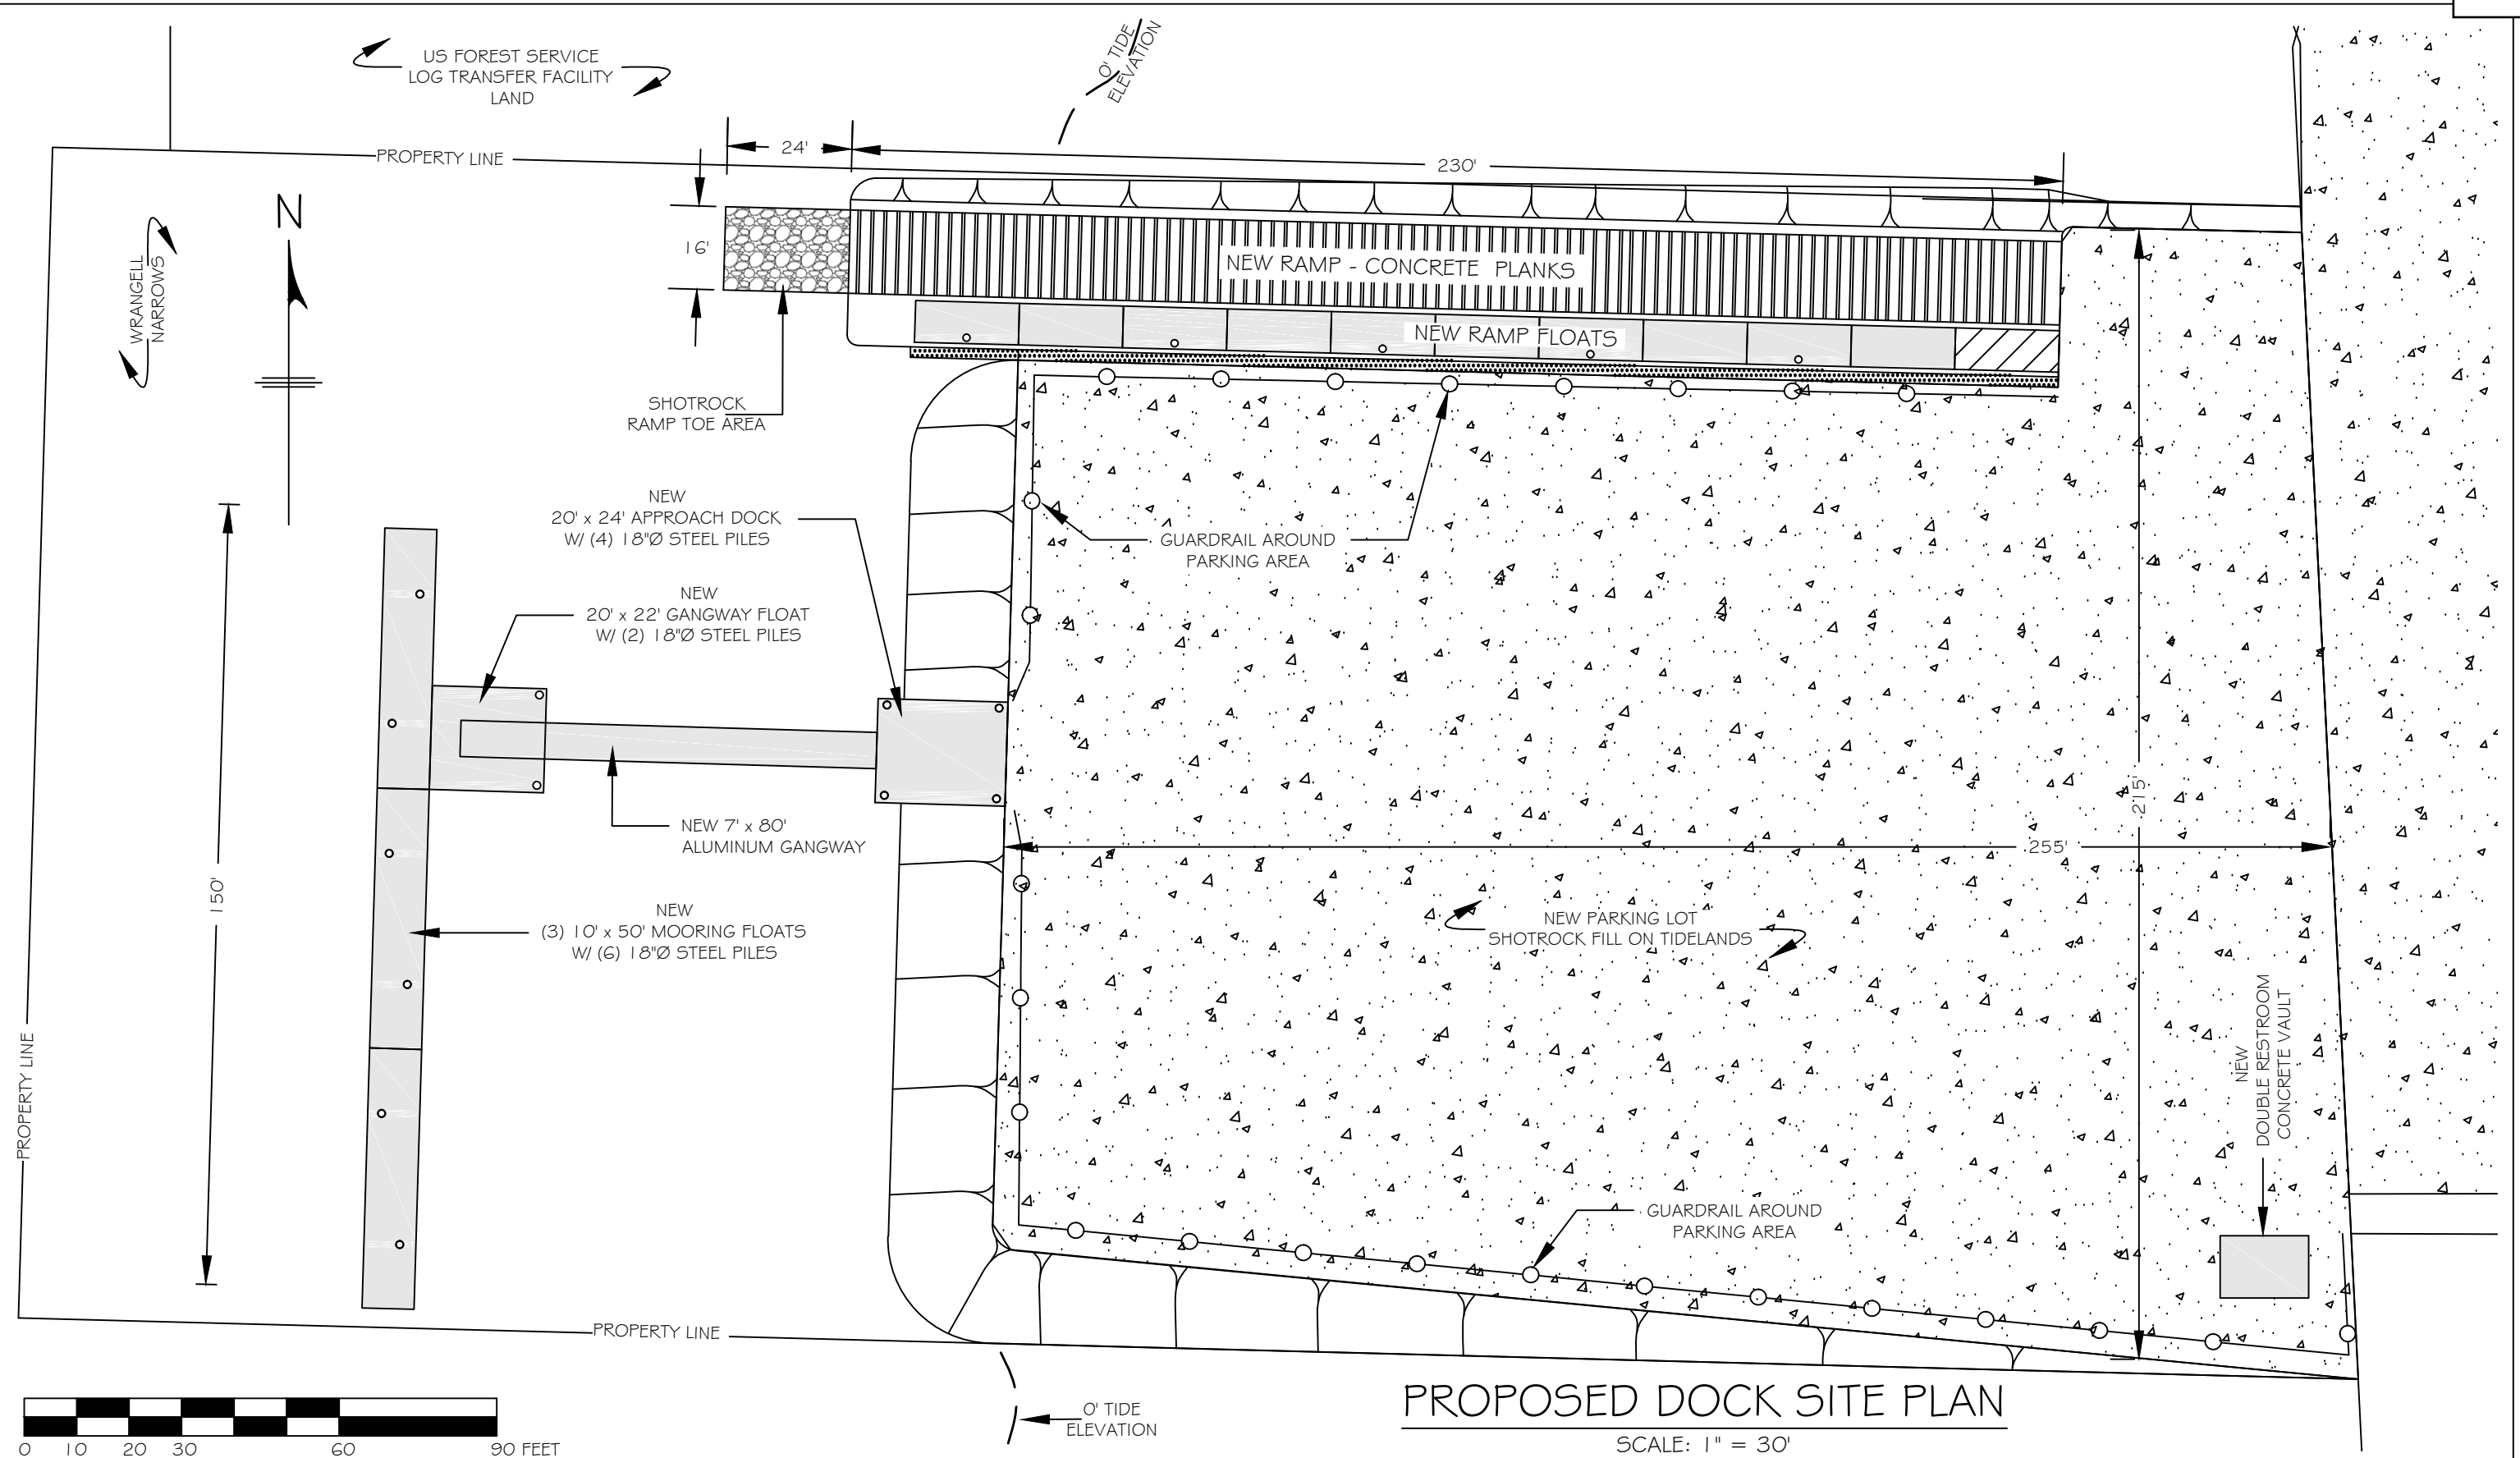 US FOREST SERVICE
LOG TRANSFER FACILITY
LAND
0' TIDE
ELEVATION
PROPERTY LINE
24'
230'
N
16'
WRANGELL
NARROWS
NEW RAMP - CONCRETE PLANKS
NEW RAMP FLOATS
SHOTROCK
RAMP TOE AREA
NEW
20' x 24' APPROACH DOCK
W/ (4) 18"Ø STEEL PILES
GUARDRAIL AROUND
PARKING AREA
NEW
20' x 22' GANGWAY FLOAT
W/ (2) 18"Ø STEEL PILES
NEW 7' x 80'
ALUMINUM GANGWAY
215'
255'
150'
NEW
(3) 10' x 50' MOORING FLOATS
W/ (6) 18"Ø STEEL PILES
NEW PARKING LOT
SHOTROCK FILL ON TIDELANDS
NEW
DOUBLE RESTROOM
CONCRETE VAULT
PROPERTY LINE
GUARDRAIL AROUND
PARKING AREA
PROPERTY LINE
0' TIDE
ELEVATION
PROPOSED DOCK SITE PLAN
SCALE: 1" = 30'
0 10 20 30 60 90 FEET